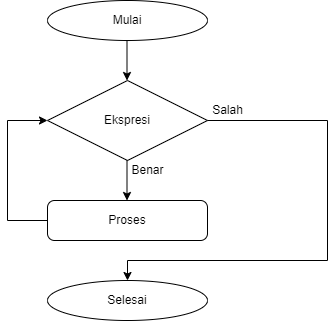 Mulai
Ekspresi
Salah
Benar
Proses
Selesai